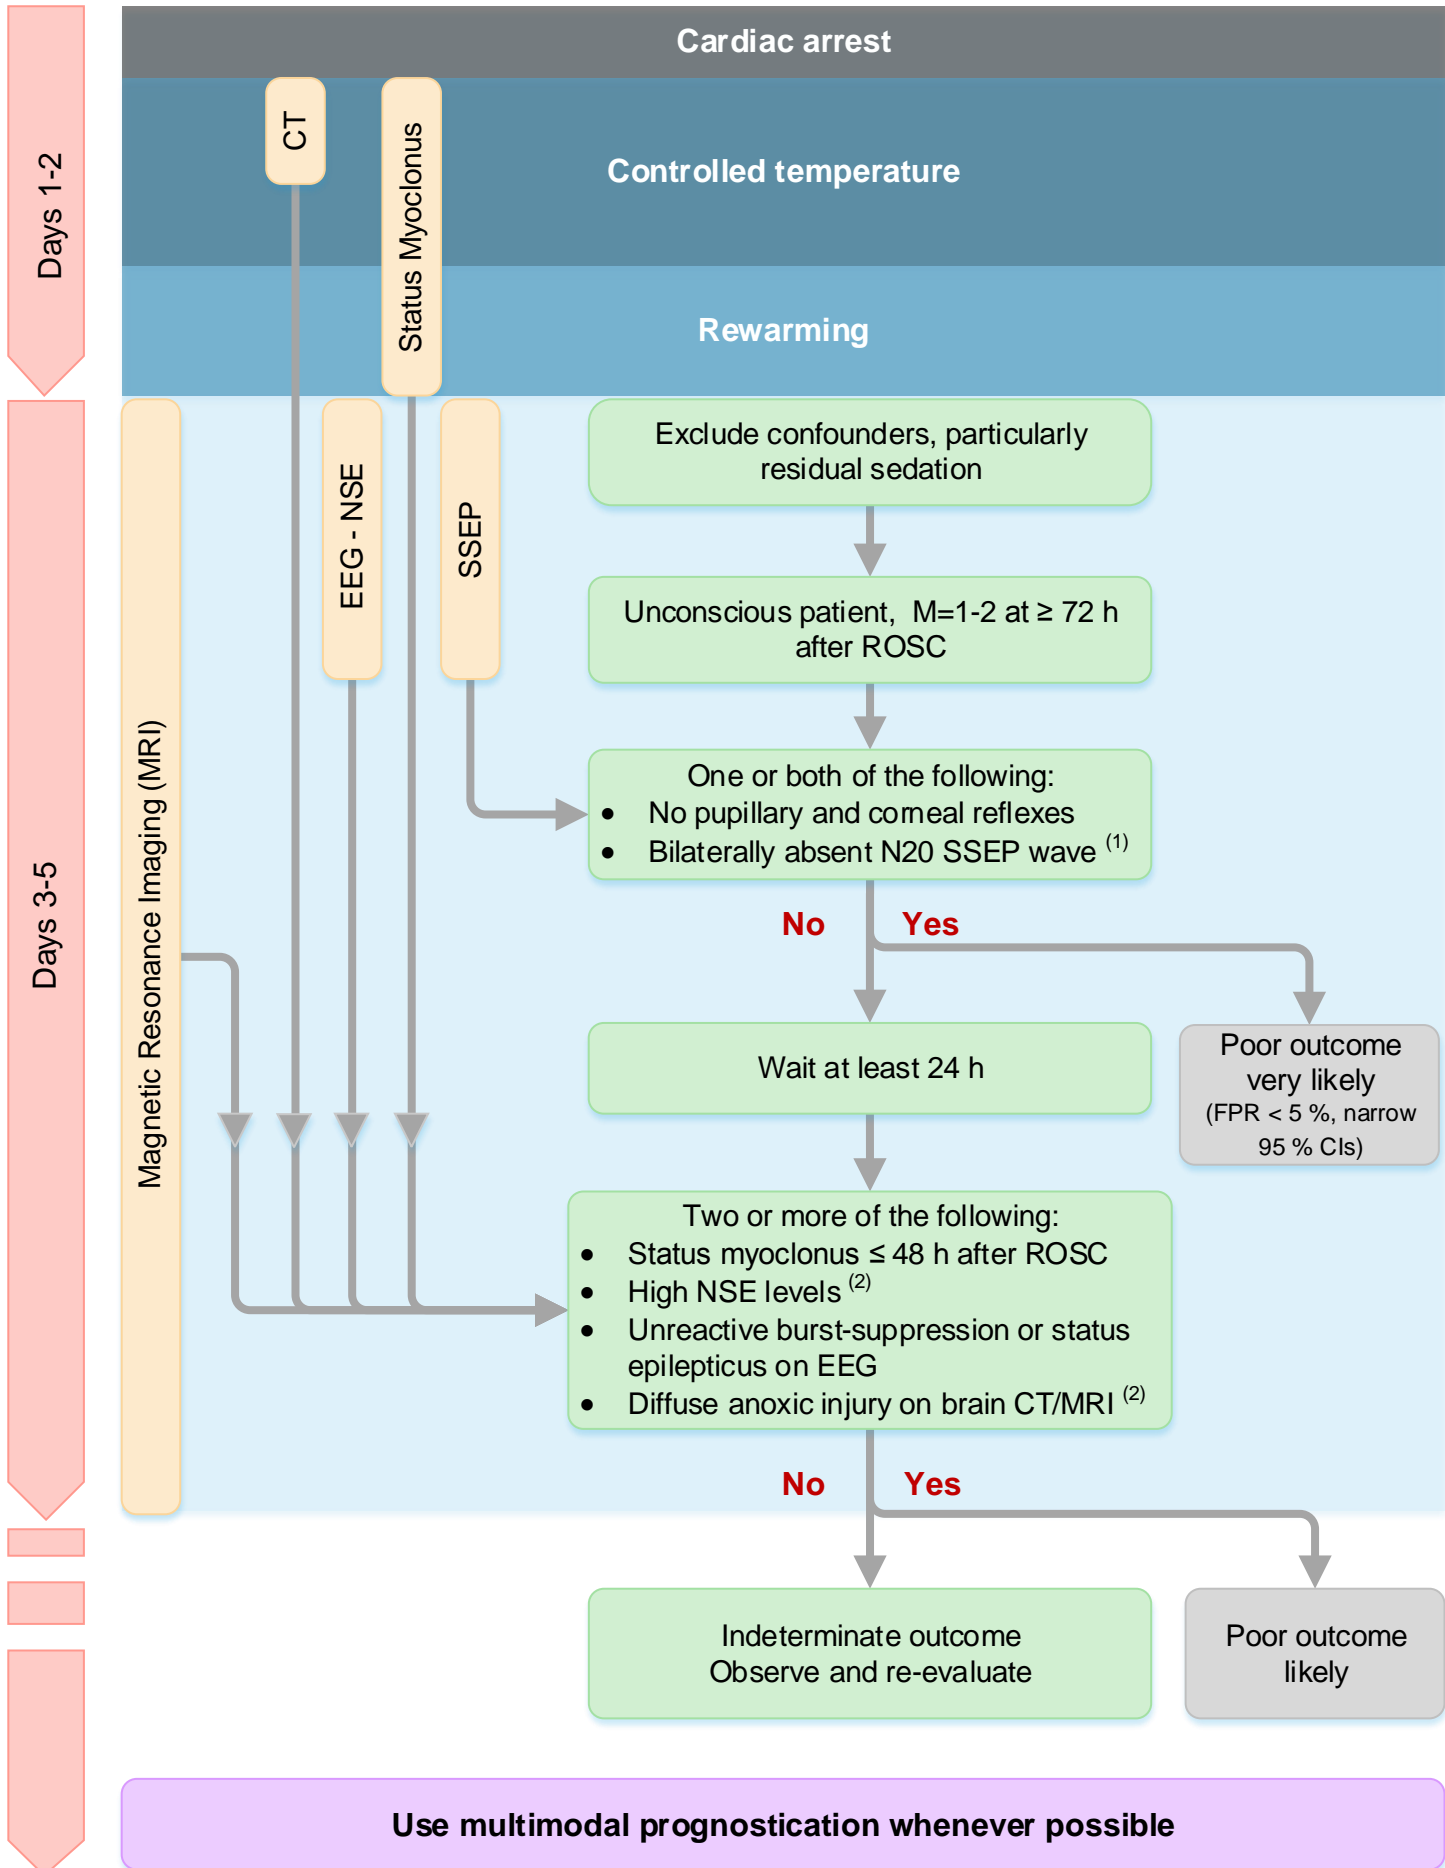 Cardiac arrest
Days 1-2
CT
Status Myoclonus
Controlled temperature
Rewarming
Days 3-5
Magnetic Resonance Imaging (MRI)
EEG - NSE
SSEP
Exclude confounders, particularly
residual sedation
Unconscious patient, M=1-2 at ≥ 72 h
after ROSC
One or both of the following:
• No pupillary and corneal reflexes
• Bilaterally absent N20 SSEP wave (1)
No
Yes
Wait at least 24 h
Poor outcome
very likely
(FPR < 5 %, narrow
95 % CIs)
Two or more of the following:
• Status myoclonus ≤ 48 h after ROSC
• High NSE levels (2)
• Unreactive burst-suppression or status
epilepticus on EEG
• Diffuse anoxic injury on brain CT/MRI (2)
No
Yes
Indeterminate outcome
Observe and re-evaluate
Poor outcome
likely
Use multimodal prognostication whenever possible